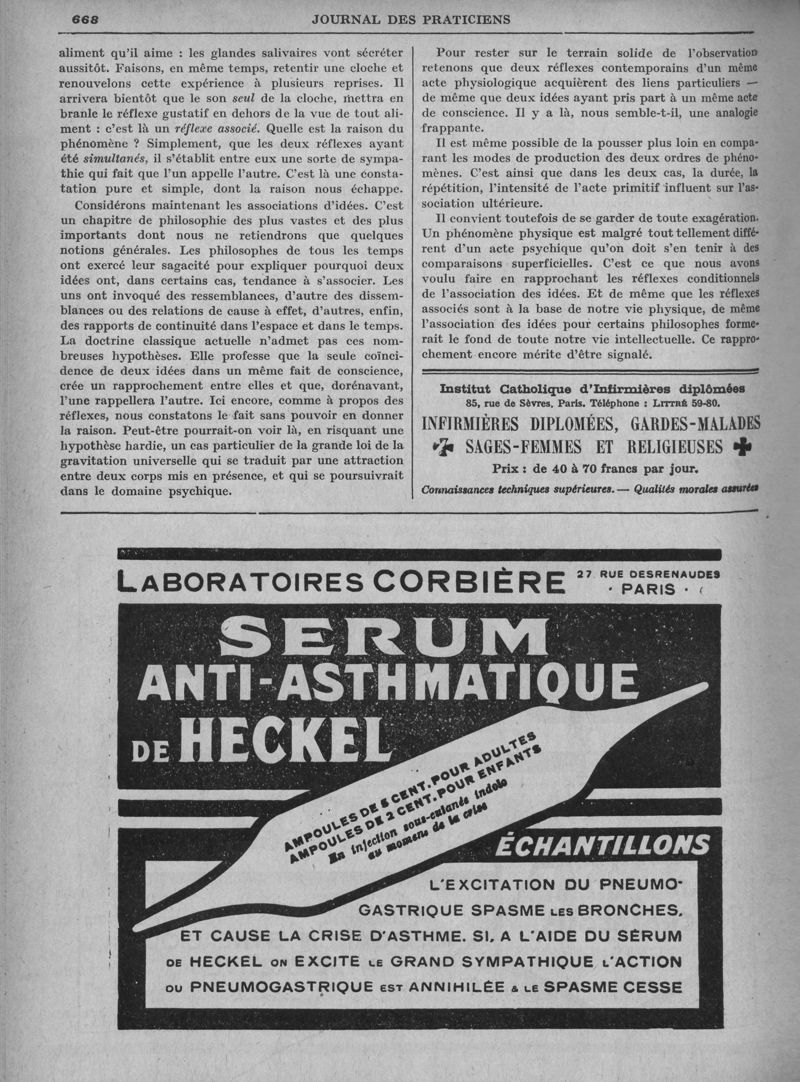 668
JOURNAL DES PRATICIENS
aliment qu'il aime : les glandes salivaires vont sécréter
aussitôt. Faisons, en même temps, retentir une cloche et
renouvelons cette expérience à plusieurs reprises. Il
arrivera bientôt que le son seul de la cloche, mettra en
branle le réflexe gustatif en dehors de la vue de tout ali-
ment : c'est là un réflexe associé. Quelle est la raison du
phénomène ? Simplement, que les deux réflexes ayant
été simultanés, il s'établit entre eux une sorte de sympa-
thie qui fait que l'un appelle l'autre. C'est là une consta-
tation pure et simple, dont la raison nous échappe.
Considérons maintenant les associations d'idées. C'est
un chapitre de philosophie des plus vastes et des plus
importants dont nous ne retiendrons que quelques
notions générales. Les philosophes de tous les temps
ont exercé leur sagacité pour expliquer pourquoi deux
idées ont, dans certains cas, tendance à s'associer. Les
uns ont invoqué des ressemblances, d'autre des dissem-
blances ou des relations de cause à effet, d'autres, enfin,
des rapports de continuité dans l'espace et dans le temps.
La doctrine classique actuelle n'admet pas ces nom-
breuses hypothèses. Elle professe que la seule coïnci-
dence de deux idées dans un même fait de conscience,
crée un rapprochement entre elles et que, dorénavant,
l'une rappellera l'autre. Ici encore, comme à propos des
réflexes, nous constatons le fait sans pouvoir en donner
la raison. Peut-être pourrait-on voir là, en risquant une
hypothèse hardie, un cas particulier de la grande loi de la
gravitation universelle qui se traduit par une attraction
entre deux corps mis en présence, et qui se poursuivrait
dans le domaine psychique.
Pour rester sur le terrain solide de l'observation
retenons que deux réflexes contemporains d'un même
acte physiologique acquièrent des liens particuliers —
de même que deux idées ayant pris part à un même acte
de conscience. Il y a là, nous semble-t-il, une analogie
frappante.
Il est même possible de la pousser plus loin en compa-
rant les modes de production des deux ordres de phéno-
mènes. C'est ainsi que dans les deux cas, la durée, la
répétition, l'intensité de l'acte primitif influent sur l'as-
sociation ultérieure.
Il convient toutefois de se garder de toute exagération.
Un phénomène physique est malgré tout tellement diffé-
rent d'un acte psychique qu'on doit s'en tenir à des
comparaisons superficielles. C'est ce que nous avons
voulu faire en rapprochant les réflexes conditionnels
de l'association des idées. Et de même que les réflexes
associés sont à la base de notre vie physique, de même
l'association des idées pour certains philosophes forme-
rait le fond de toute notre vie intellectuelle. Ce rappro-
chement encore mérite d'être signalé.
Institut Catholique d'Infirmières diplômées
85, rue de Sèvres, Paris. Téléphone : LITTRÉ 59-80.
INFIRMIÈRES DIPLOMÉES, GARDES-MALADES
SAGES-FEMMES ET RELIGIEUSES
Prix : de 40 à 70 francs par jour.
Connaissances techniques supérieures. — Qualités morales assurées
LABORATOIRES CORBIÈRE 27 RUE DESRENAUDES
· PARIS ·
SERUM
ANTI-ASTHMATIQUE
DE HECKEL
AMPOULES DE 5 CENT. POUR ADULTES
AMPOULES DE 2 CENT. POUR ENFANTS
En injection sous-cutanée indolo
au moment de la crise
ÉCHANTILLONS
L'EXCITATION DU PNEUMO-
GASTRIQUE SPASME LES BRONCHES,
ET CAUSE LA CRISE D'ASTHME. SI, A L'AIDE DU SÉRUM
DE HECKEL ON EXCITE LE GRAND SYMPATHIQUE L'ACTION
DU PNEUMOGASTRIQUE EST ANNIHILÉE & LE SPASME CESSE